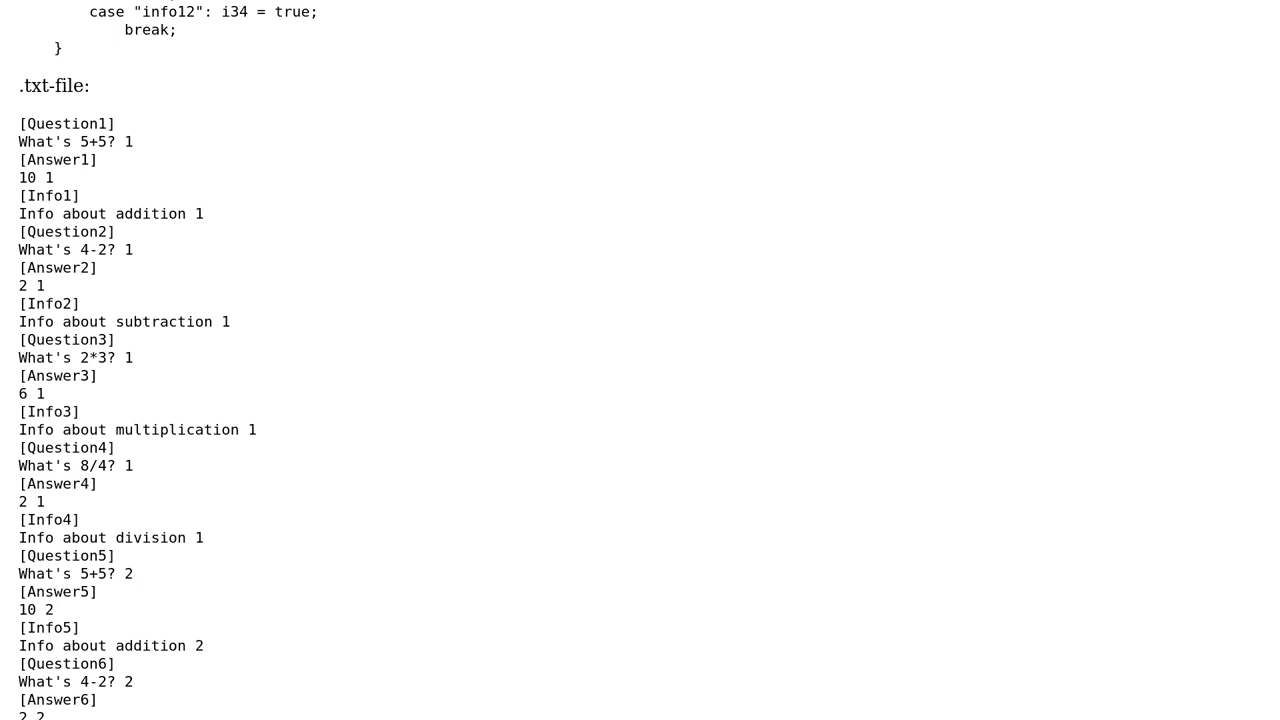 case "info12": i34 = true;
break;
}
.txt-file:
[Question1]
What's 5+5? 1
[Answer1]
10 1
[Info1]
Info about addition 1
[Question2]
What's 4-2? 1
[Answer2]
2 1
[Info2]
Info about subtraction 1
[Question3]
What's 2*3? 1
[Answer3]
6 1
[Info3]
Info about multiplication 1
[Question4]
What's 8/4? 1
[Answer4]
2 1
[Info4]
Info about division 1
[Question5]
What's 5+5? 2
[Answer5]
10 2
[Info5]
Info about addition 2
[Question6]
What's 4-2? 2
[Answer6]
2 2